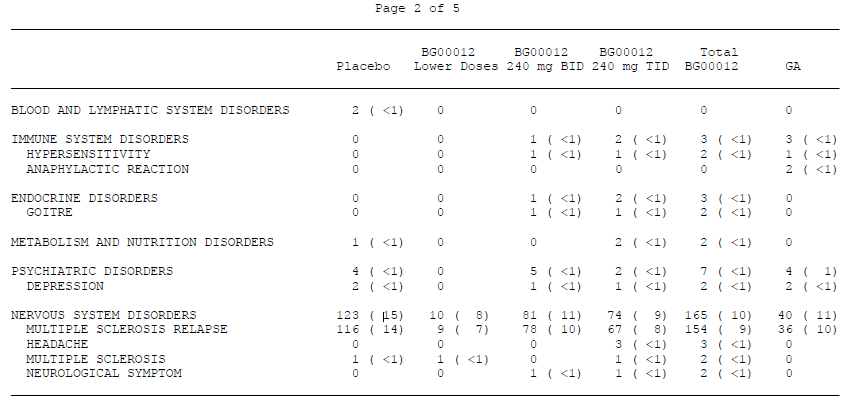 Page 2 of 5
BG00012 BG00012 BG00012 Total
Placebo Lower Doses 240 mg BID 240 mg TID BG00012 GA
BLOOD AND LYMPHATIC SYSTEM DISORDERS 2 ( <1) 0 0 0 0 0
IMMUNE SYSTEM DISORDERS 0 0 1 ( <1) 2 ( <1) 3 ( <1) 3 ( <1)
HYPERSENSITIVITY 0 0 1 ( <1) 1 ( <1) 2 ( <1) 1 ( <1)
ANAPHYLACTIC REACTION 0 0 0 0 0 2 ( <1)
ENDOCRINE DISORDERS 0 0 1 ( <1) 2 ( <1) 3 ( <1) 0
GOITRE 0 0 1 ( <1) 1 ( <1) 2 ( <1) 0
METABOLISM AND NUTRITION DISORDERS 1 ( <1) 0 0 2 ( <1) 2 ( <1) 0
PSYCHIATRIC DISORDERS 4 ( <1) 0 5 ( <1) 2 ( <1) 7 ( <1) 4 ( 1)
DEPRESSION 2 ( <1) 0 1 ( <1) 1 ( <1) 2 ( <1) 2 ( <1)
NERVOUS SYSTEM DISORDERS 123 ( 15) 10 ( 8) 81 ( 11) 74 ( 9) 165 ( 10) 40 ( 11)
MULTIPLE SCLEROSIS RELAPSE 116 ( 14) 9 ( 7) 78 ( 10) 67 ( 8) 154 ( 9) 36 ( 10)
HEADACHE 0 0 0 3 ( <1) 3 ( <1) 0
MULTIPLE SCLEROSIS 1 ( <1) 1 ( <1) 0 1 ( <1) 2 ( <1) 0
NEUROLOGICAL SYMPTOM 0 0 1 ( <1) 1 ( <1) 2 ( <1) 0